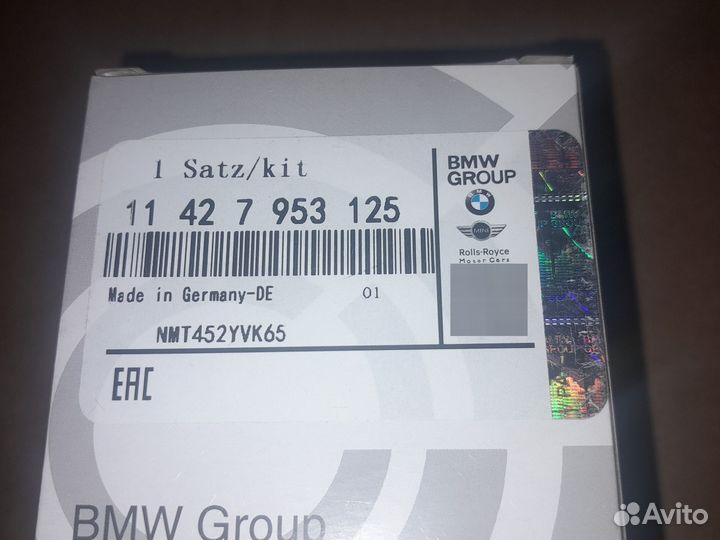 1 Satz/kit
11 42 7 953 125
Made in Germany-DE 01
NMT452YVK65
EAC
BMW
GROUP
BMW
MINI
Rolls-Royce
Motor Cars
BMW Group
Avito